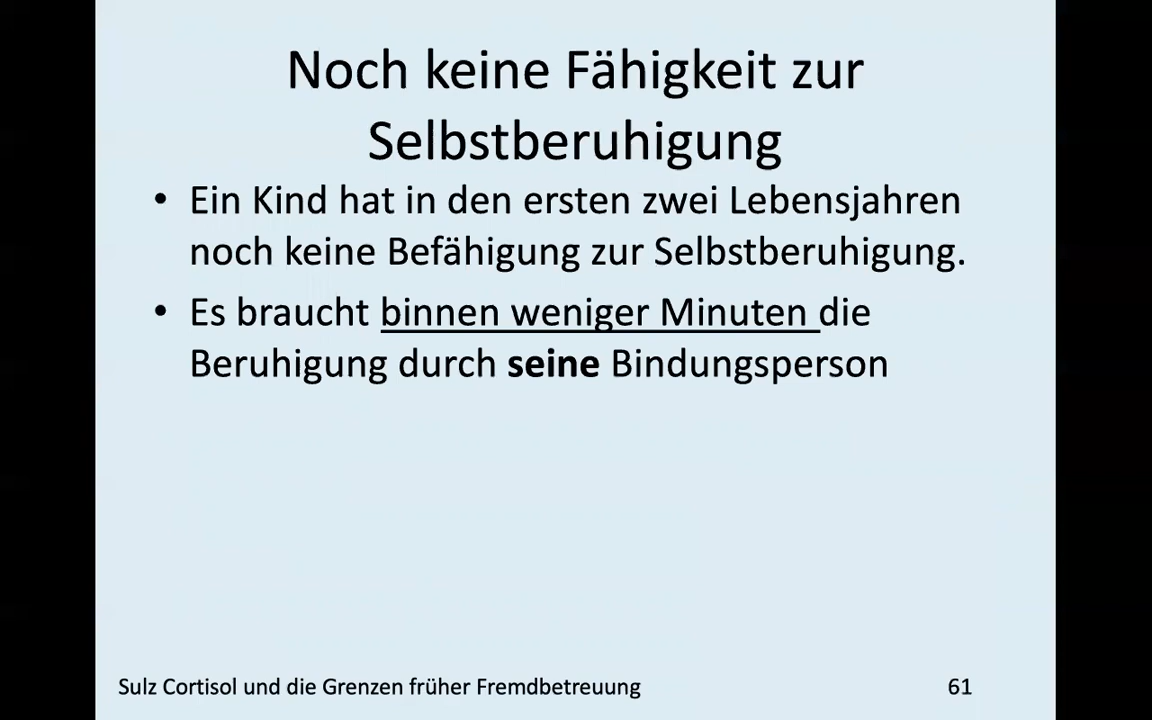 Noch keine Fähigkeit zur
Selbstberuhigung
• Ein Kind hat in den ersten zwei Lebensjahren
noch keine Befähigung zur Selbstberuhigung.
• Es braucht binnen weniger Minuten die
Beruhigung durch seine Bindungsperson
Sulz Cortisol und die Grenzen früher Fremdbetreuung
61